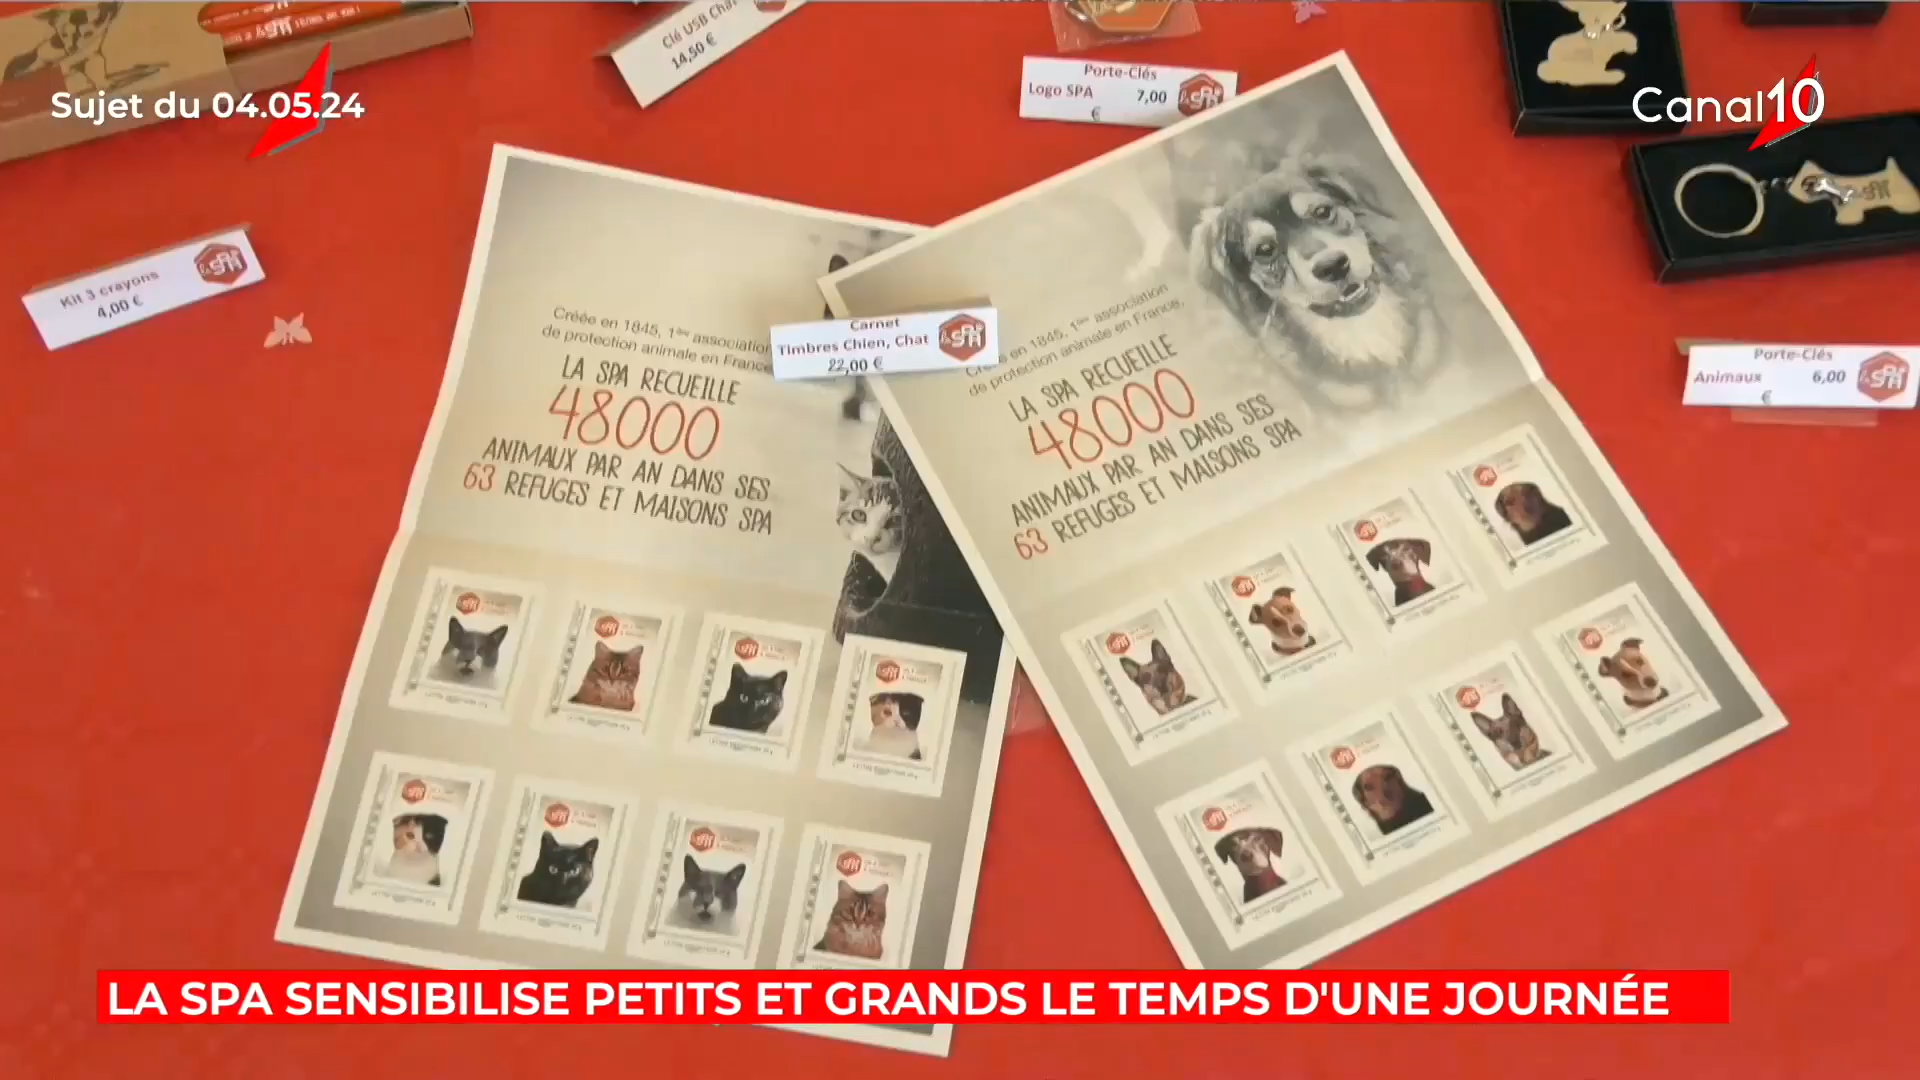 Clé USB Chat
14,50 €
Porte-Clés
Logo SPA 7,00
€
Sujet du 04.05.24
Canal10
Kit 3 crayons
4,00 €
Carnet
Timbres Chien, Chat
22,00 €
Porte-Clés
Animaux 6,00
€
Créée en 1845, 1ère association
de protection animale en France
LA SPA RECUEILLE
48000
ANIMAUX PAR AN DANS SES
63 REFUGES ET MAISONS SPA
en 1845, 1ère association
de protection animale en France,
LA SPA RECUEILLE
48000
ANIMAUX PAR AN DANS SES
63 REFUGES ET MAISONS SPA
LA SPA SENSIBILISE PETITS ET GRANDS LE TEMPS D'UNE JOURNÉE